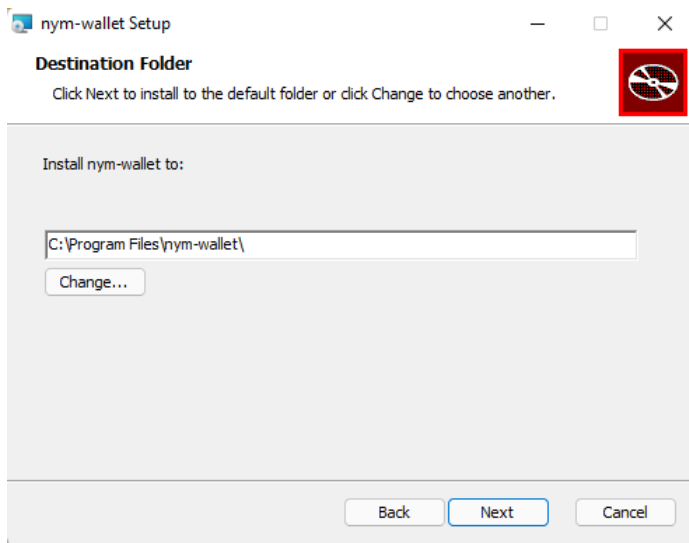 nym-wallet Setup
Destination Folder
Click Next to install to the default folder or click Change to choose another.
Install nym-wallet to:
C:\Program Files\nym-wallet\
Change...
Back Next Cancel